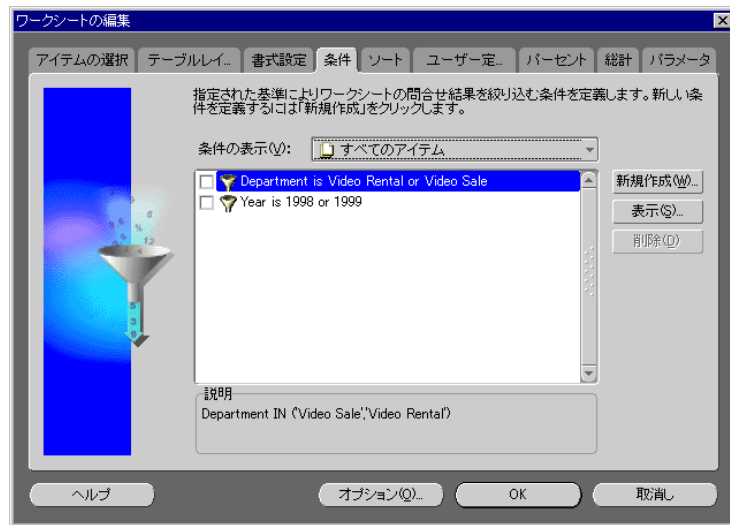 ワークシートの編集
アイテムの選択 テーブルレイ... 書式設定 条件 ソート ユーザー定... パーセント 総計 パラメータ
指定された基準によりワークシートの問合せ結果を絞り込む条件を定義します。新しい条
件を定義するには「新規作成」をクリックします。
条件の表示(V): すべてのアイテム
Department is Video Rental or Video Sale
Year is 1998 or 1999
新規作成(W)...
表示(S)...
削除(D)
説明
Department IN ('Video Sale','Video Rental')
ヘルプ オプション(O)... OK 取消し